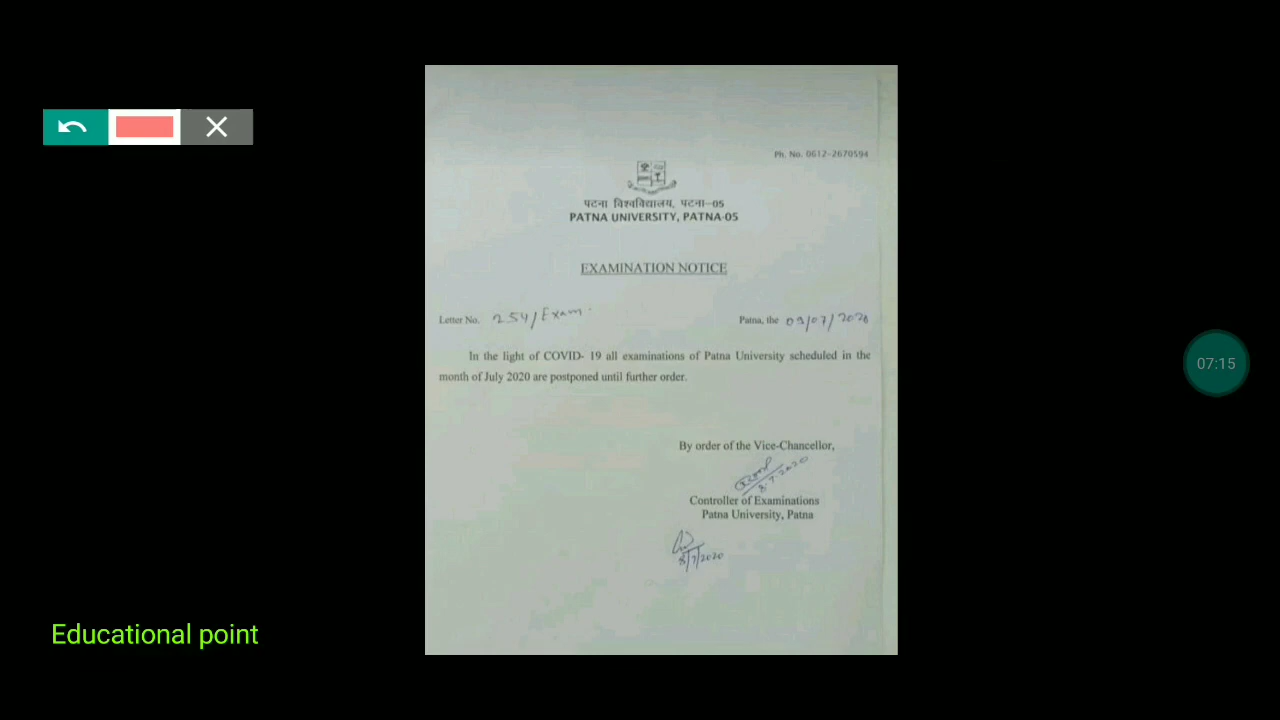 Ph. No. 0612-2670594
पटना विश्वविद्यालय, पटना-05
PATNA UNIVERSITY, PATNA-05
EXAMINATION NOTICE
Letter No. 254/Exam.
Patna, the 09/07/2020
In the light of COVID- 19 all examinations of Patna University scheduled in the
month of July 2020 are postponed until further order.
By order of the Vice-Chancellor,
8.7.2020
Controller of Examinations
Patna University, Patna
8/7/2020
07:15
Educational point